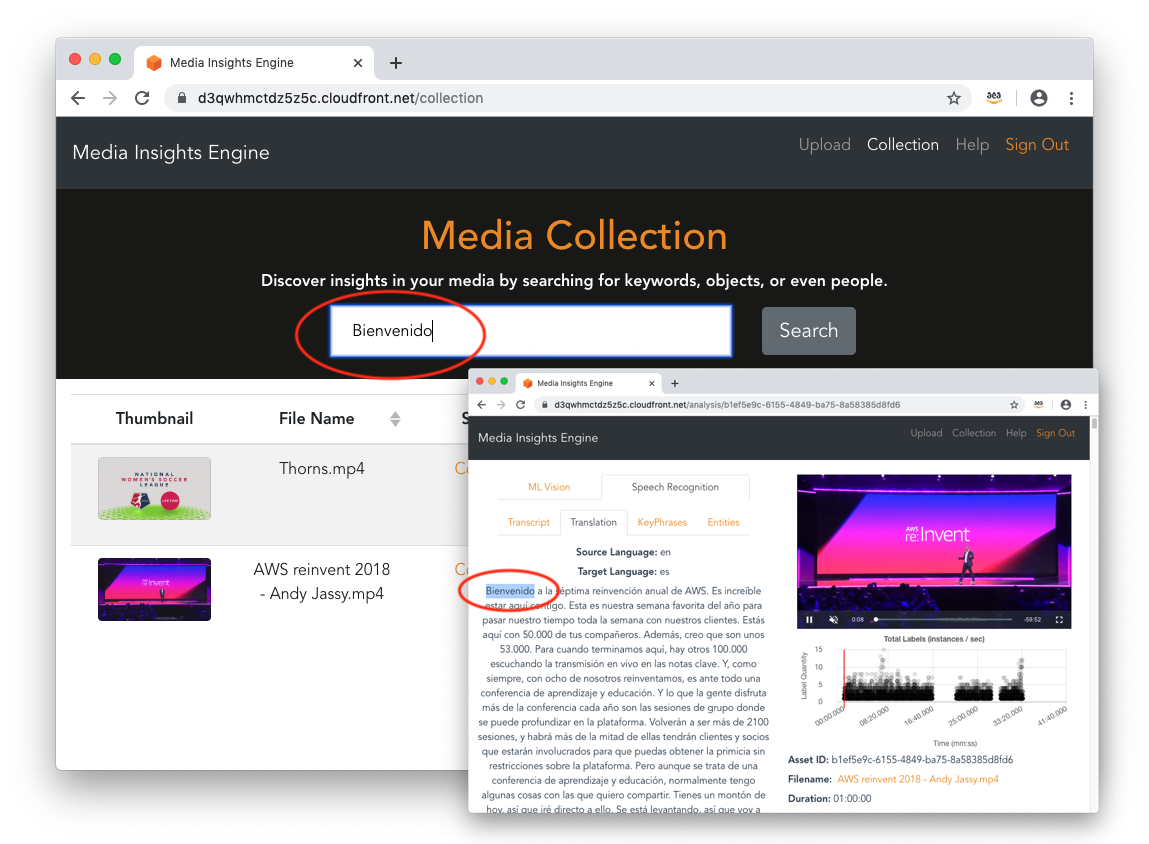 Media Insights Engine
d3qwhmctdz5z5c.cloudfront.net/collection
aea
Media Insights Engine
Upload Collection Help Sign Out
Media Collection
Discover insights in your media by searching for keywords, objects, or even people.
Bienvenido
Search
Thumbnail File Name S
NATIONAL
WOMEN'S SOCCER
LEAGUE
LIFETIME
Thorns.mp4
Co
re:Invent
AWS reinvent 2018
- Andy Jassy.mp4
Co
Media Insights Engine
d3qwhmctdz5z5c.cloudfront.net/analysis/b1ef5e9c-6155-4849-ba75-8a58385d8fd6
aea
Media Insights Engine
Upload Collection Help Sign Out
ML Vision Speech Recognition
Transcript Translation KeyPhrases Entities
Source Language: en
Target Language: es
Bienvenido a la séptima reinvención anual de AWS. Es increíble
estar aquí contigo. Esta es nuestra semana favorita del año para
pasar nuestro tiempo toda la semana con nuestros clientes. Estás
aquí con 50.000 de tus compañeros. Además, creo que son unos
53.000. Para cuando terminamos aquí, hay otros 100.000
escuchando la transmisión en vivo en las notas clave. Y, como
siempre, con ocho de nosotros reinventamos, es ante todo una
conferencia de aprendizaje y educación. Y lo que la gente disfruta
más de la conferencia cada año son las sesiones de grupo donde
se puede profundizar en la plataforma. Volverán a ser más de 2100
sesiones, y habrá más de la mitad de ellas tendrán clientes y socios
que estarán involucrados para que puedas obtener la primicia sin
restricciones sobre la plataforma. Pero aunque se trata de una
conferencia de aprendizaje y educación, normalmente tengo
algunas cosas con las que quiero compartir. Tienes un montón de
hoy, así que iré directo a ello. Se está levantando, así que voy a
AWS
re:Invent
0:08 -59:52
Total Labels (instances / sec)
Label Quantity
15
10
5
0
00:00.000 08:20.000 16:40.000 25:00.000 33:20.000 41:40.000
Time (mm:ss)
Asset ID: b1ef5e9c-6155-4849-ba75-8a58385d8fd6
Filename: AWS reinvent 2018 - Andy Jassy.mp4
Duration: 01:00:00